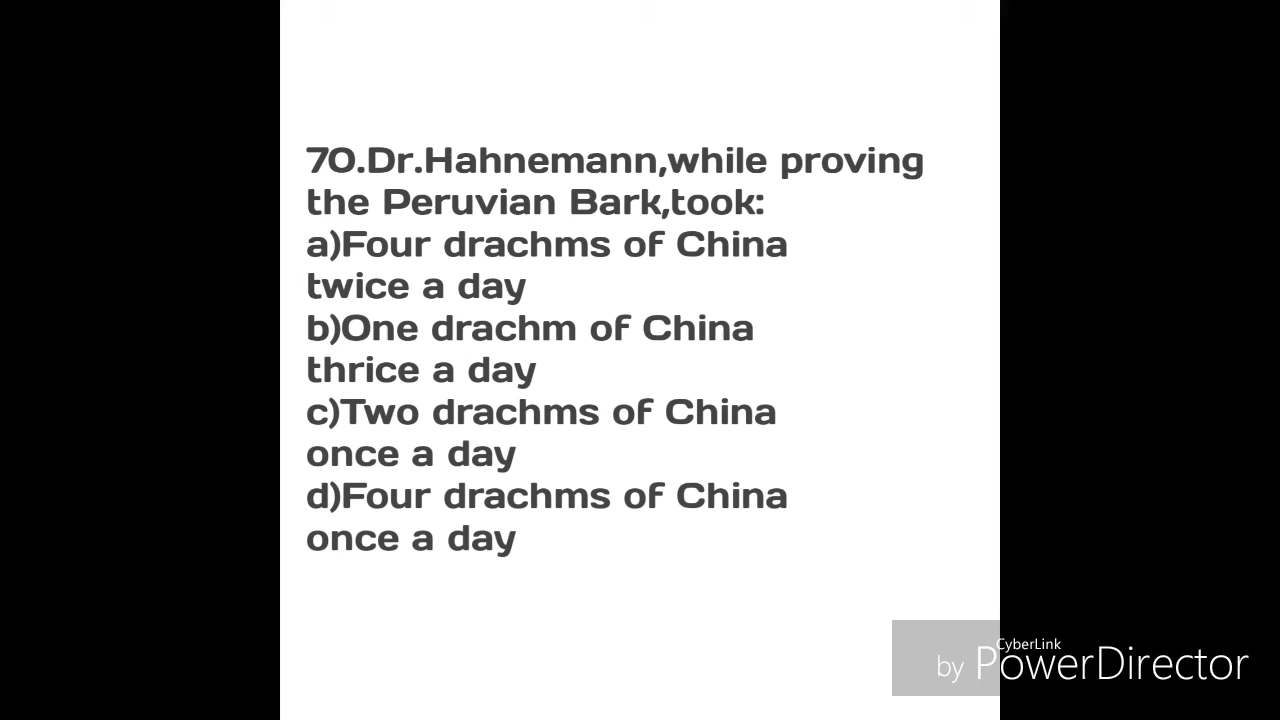 70.Dr.Hahnemann,while proving
the Peruvian Bark,took:
a)Four drachms of China
twice a day
b)One drachm of China
thrice a day
c)Two drachms of China
once a day
d)Four drachms of China
once a day
CyberLink
by PowerDirector